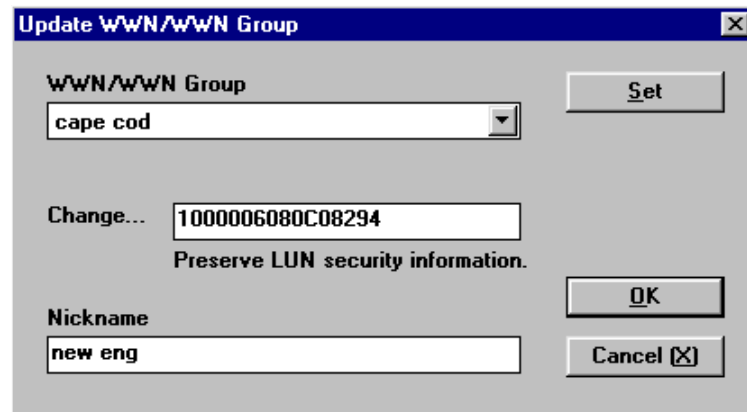 Update WWN/WWN Group
WWN/WWN Group
Set
cape cod
Change... 1000006080C08294
Preserve LUN security information.
OK
Nickname
new eng
Cancel (X)